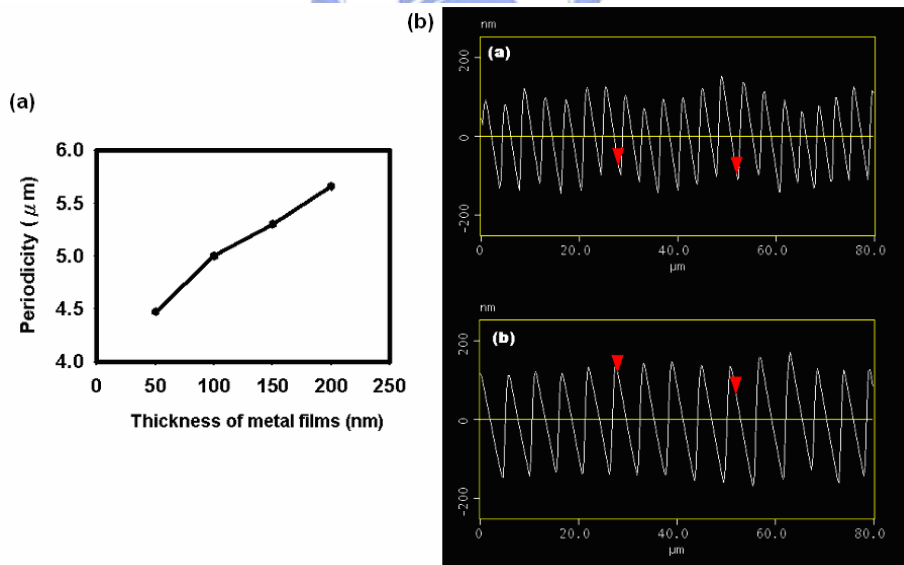 (a)
6.0
5.5
5.0
4.5
4.0
Periodicity (μm)
0 50 100 150 200 250
Thickness of metal films (nm)
(b)
nm
(a)
200
0
-200
0 20.0 40.0 60.0 80.0
μm
nm
(b)
200
0
-200
0 20.0 40.0 60.0 80.0
μm